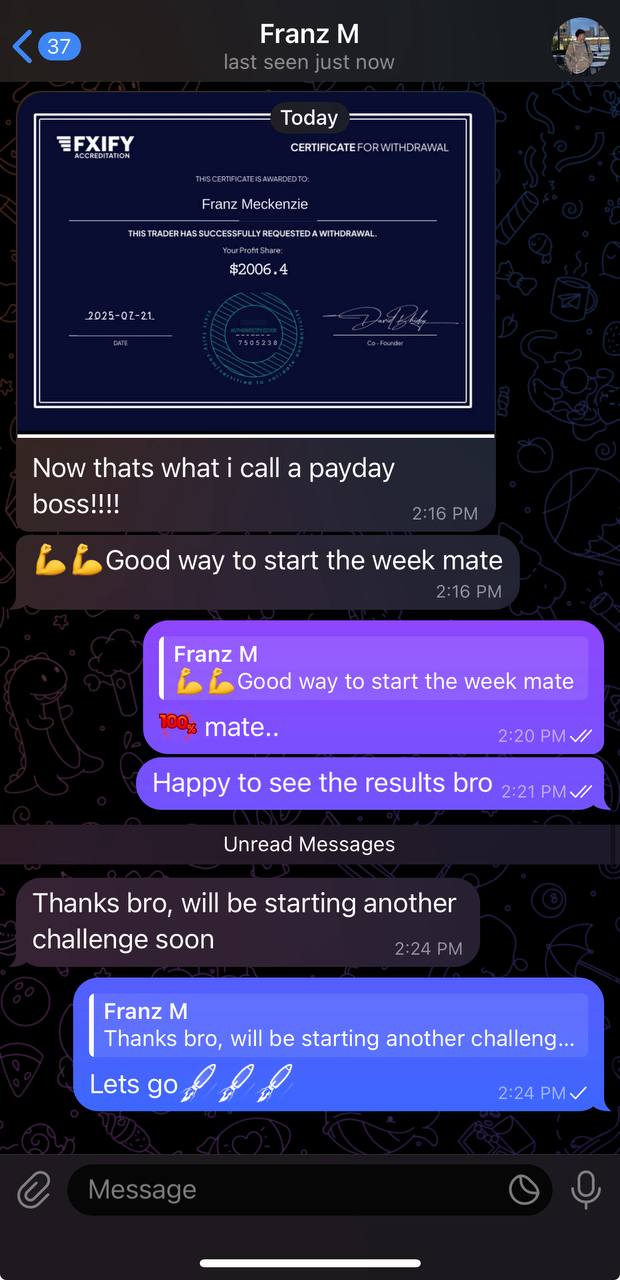 37
Franz M
last seen just now
Today
FXIFY
ACCREDITATION
CERTIFICATE FOR WITHDRAWAL
THIS CERTIFICATE IS AWARDED TO:
Franz Meckenzie
THIS TRADER HAS SUCCESSFULLY REQUESTED A WITHDRAWAL.
Your Profit Share:
$2006.4
2025-07-21
DATE
7505238
Co - Founder
Now thats what i call a payday
boss!!!!
2:16 PM
💪💪Good way to start the week mate
2:16 PM
Franz M
💪💪Good way to start the week mate
💯 mate..
2:20 PM
Happy to see the results bro
2:21 PM
Unread Messages
Thanks bro, will be starting another
challenge soon
2:24 PM
Franz M
Thanks bro, will be starting another challeng...
Lets go🚀🚀🚀
2:24 PM
Message